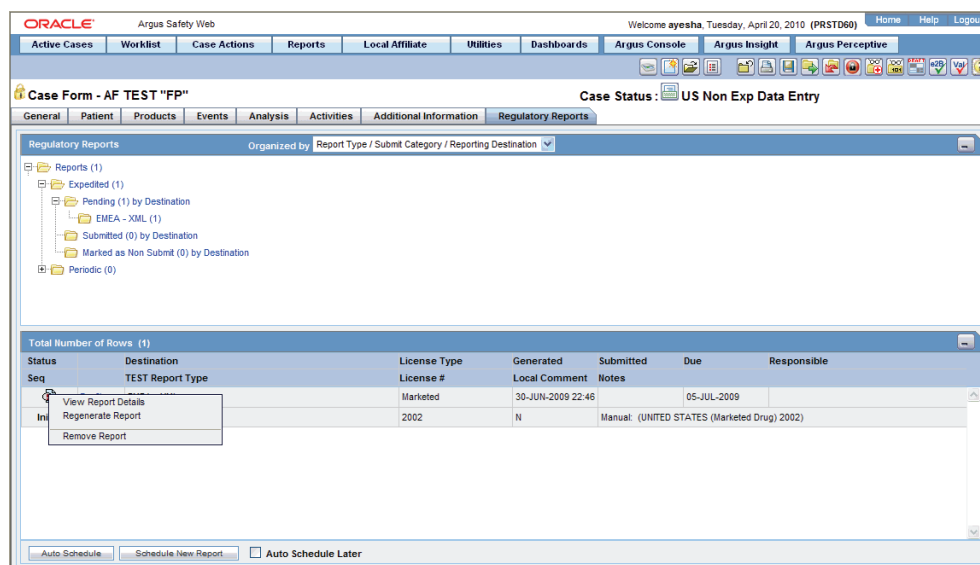 ORACLE Argus Safety Web Welcome ayesha, Tuesday, April 20, 2010 (PRSTD60) Home Help Logou
Active Cases Worklist Case Actions Reports Local Affiliate Utilities Dashboards Argus Console Argus Insight Argus Perceptive
Case Form - AF TEST "FP" Case Status: US Non Exp Data Entry
General Patient Products Events Analysis Activities Additional Information Regulatory Reports
Regulatory Reports Organized by Report Type / Submit Category / Reporting Destination
Reports (1)
Expedited (1)
Pending (1) by Destination
EMEA - XML (1)
Submitted (0) by Destination
Marked as Non Submit (0) by Destination
Periodic (0)
Total Number of Rows (1)
Status Destination License Type Generated Submitted Due Responsible
Seq TEST Report Type License # Local Comment Notes
Marketed 30-JUN-2009 22:46 05-JUL-2009
View Report Details
Regenerate Report
Ini 2002 N Manual: (UNITED STATES (Marketed Drug) 2002)
Remove Report
Auto Schedule Schedule New Report Auto Schedule Later